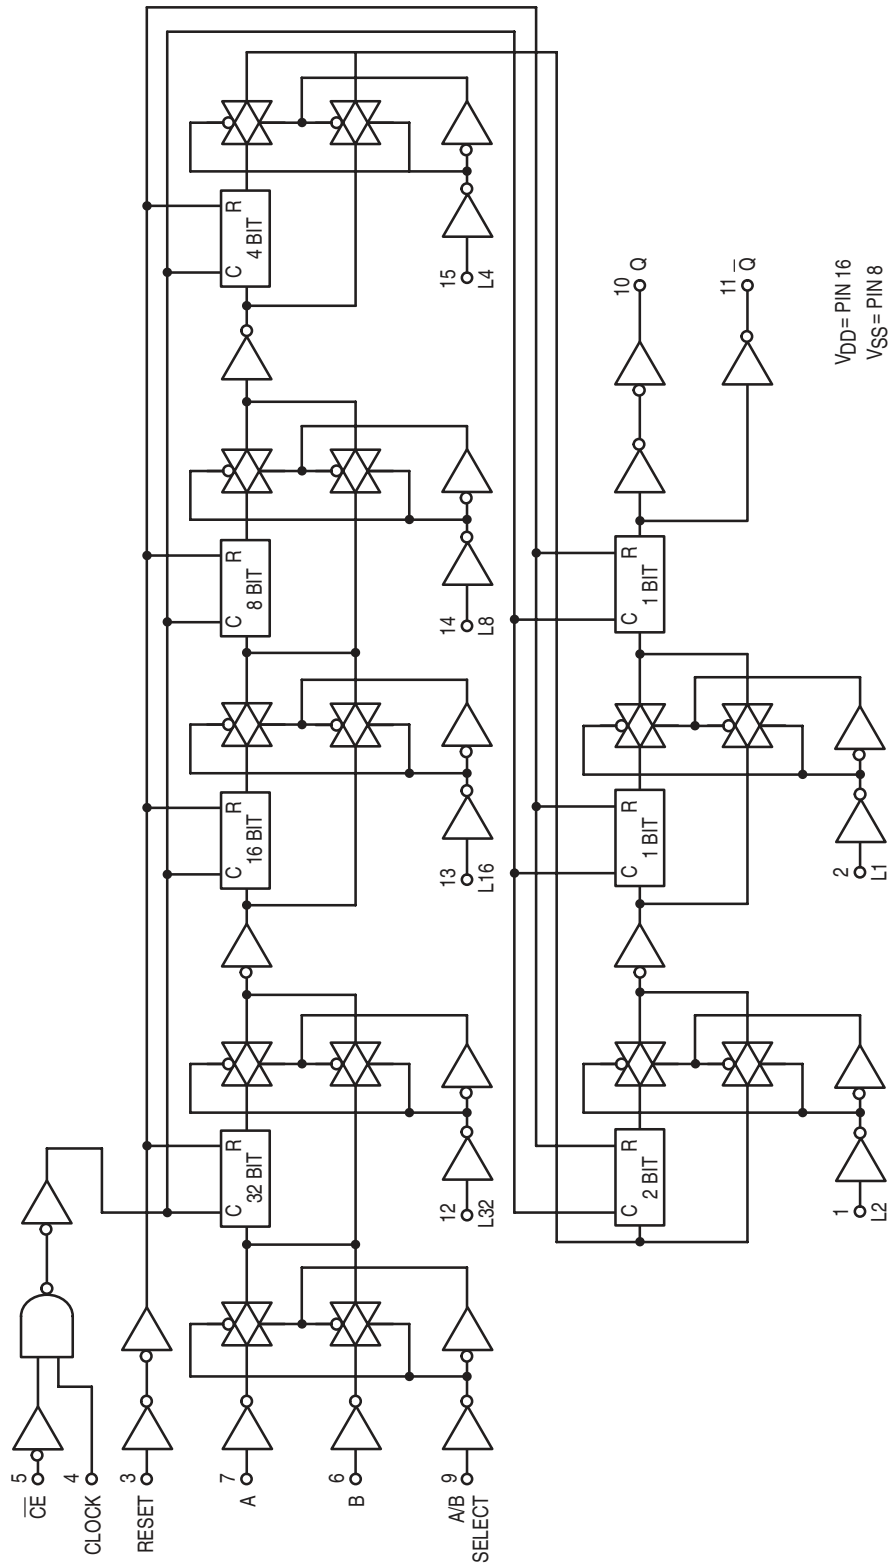 5
CE
4
CLOCK
3
RESET
7
A
6
B
9
A/B
SELECT
C
R
32 BIT
12
L32
C
R
16 BIT
13
L16
C
R
8 BIT
14
L8
C
R
4 BIT
15
L4
C
R
2 BIT
1
L2
C
R
1 BIT
2
L1
C
R
1 BIT
10
Q
11
Q
VDD = PIN 16
VSS = PIN 8